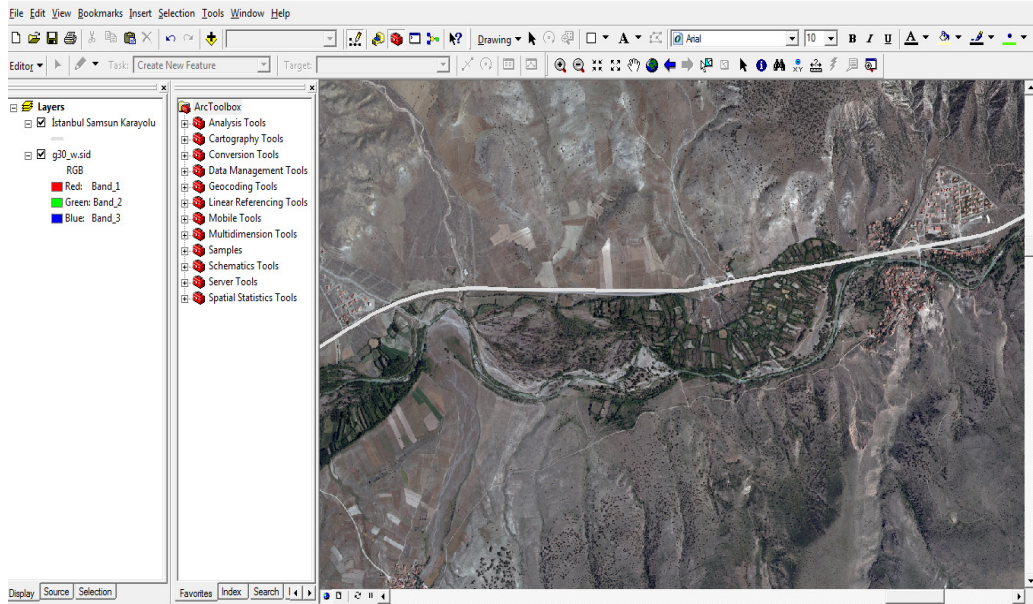 File Edit View Bookmarks Insert Selection Tools Window Help
Drawing Arial 10 B I U A
Editor Task: Create New Feature Target:
Layers
İstanbul Samsun Karayolu
g30_w.sid
RGB
Red: Band_1
Green: Band_2
Blue: Band_3
ArcToolbox
Analysis Tools
Cartography Tools
Conversion Tools
Data Management Tools
Geocoding Tools
Linear Referencing Tools
Mobile Tools
Multidimension Tools
Samples
Schematics Tools
Server Tools
Spatial Statistics Tools
Display Source Selection
Favorites Index Search